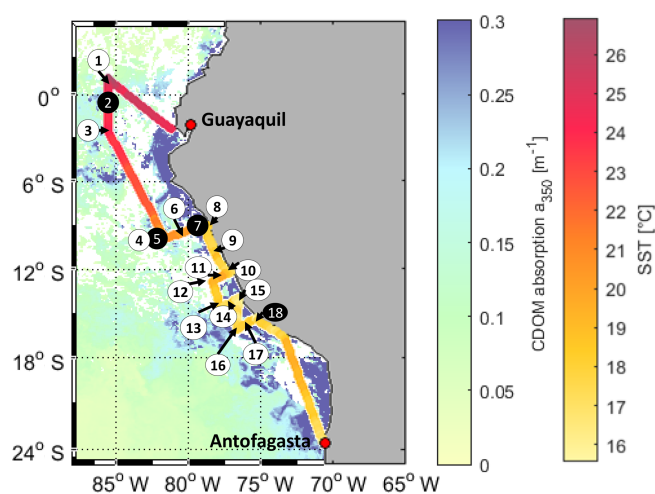 1
2
3
4
5
6
7
8
9
10
11
12
13
14
15
16
17
18
Guayaquil
Antofagasta
0° 
6° S
12° S
18° S
24° S
85° W
80° W
75° W
70° W
65° W
0.3
0.25
0.2
0.15
0.1
0.05
0
CDOM absorption a350 [m-1]
26
25
24
23
22
21
20
19
18
17
16
SST [°C]